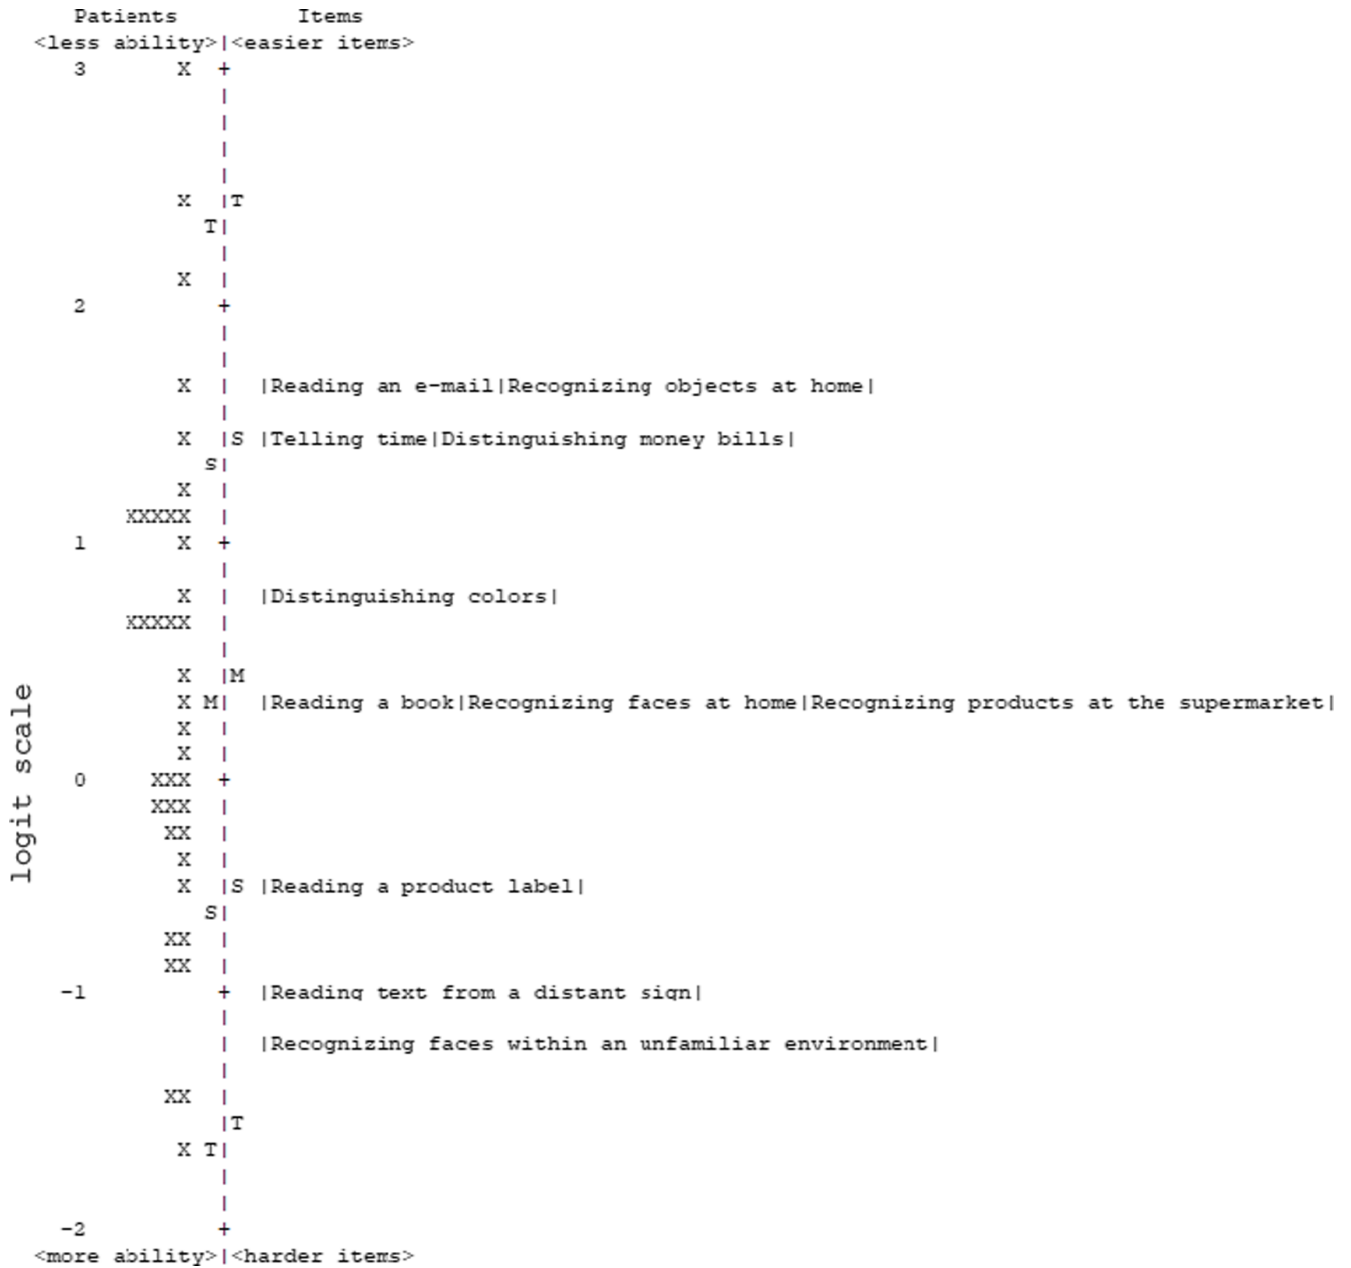 Patients Items
<less ability>|<easier items>
3 X +
|
|
|
|
X |T
T|
|
X |
2 +
|
|
X | |Reading an e-mail|Recognizing objects at home|
|
X |S |Telling time|Distinguishing money bills|
S|
X |
XXXXX |
1 X +
|
X | |Distinguishing colors|
XXXXX |
|
X |M
X M| |Reading a book|Recognizing faces at home|Recognizing products at the supermarket|
X |
X |
0 XXX +
XXX |
XX |
X |
X |S |Reading a product label|
S|
XX |
XX |
-1 + |Reading text from a distant sign|
|
| |Recognizing faces within an unfamiliar environment|
|
XX |
|T
X T|
|
|
-2 +
<more ability>|<harder items>
logit scale